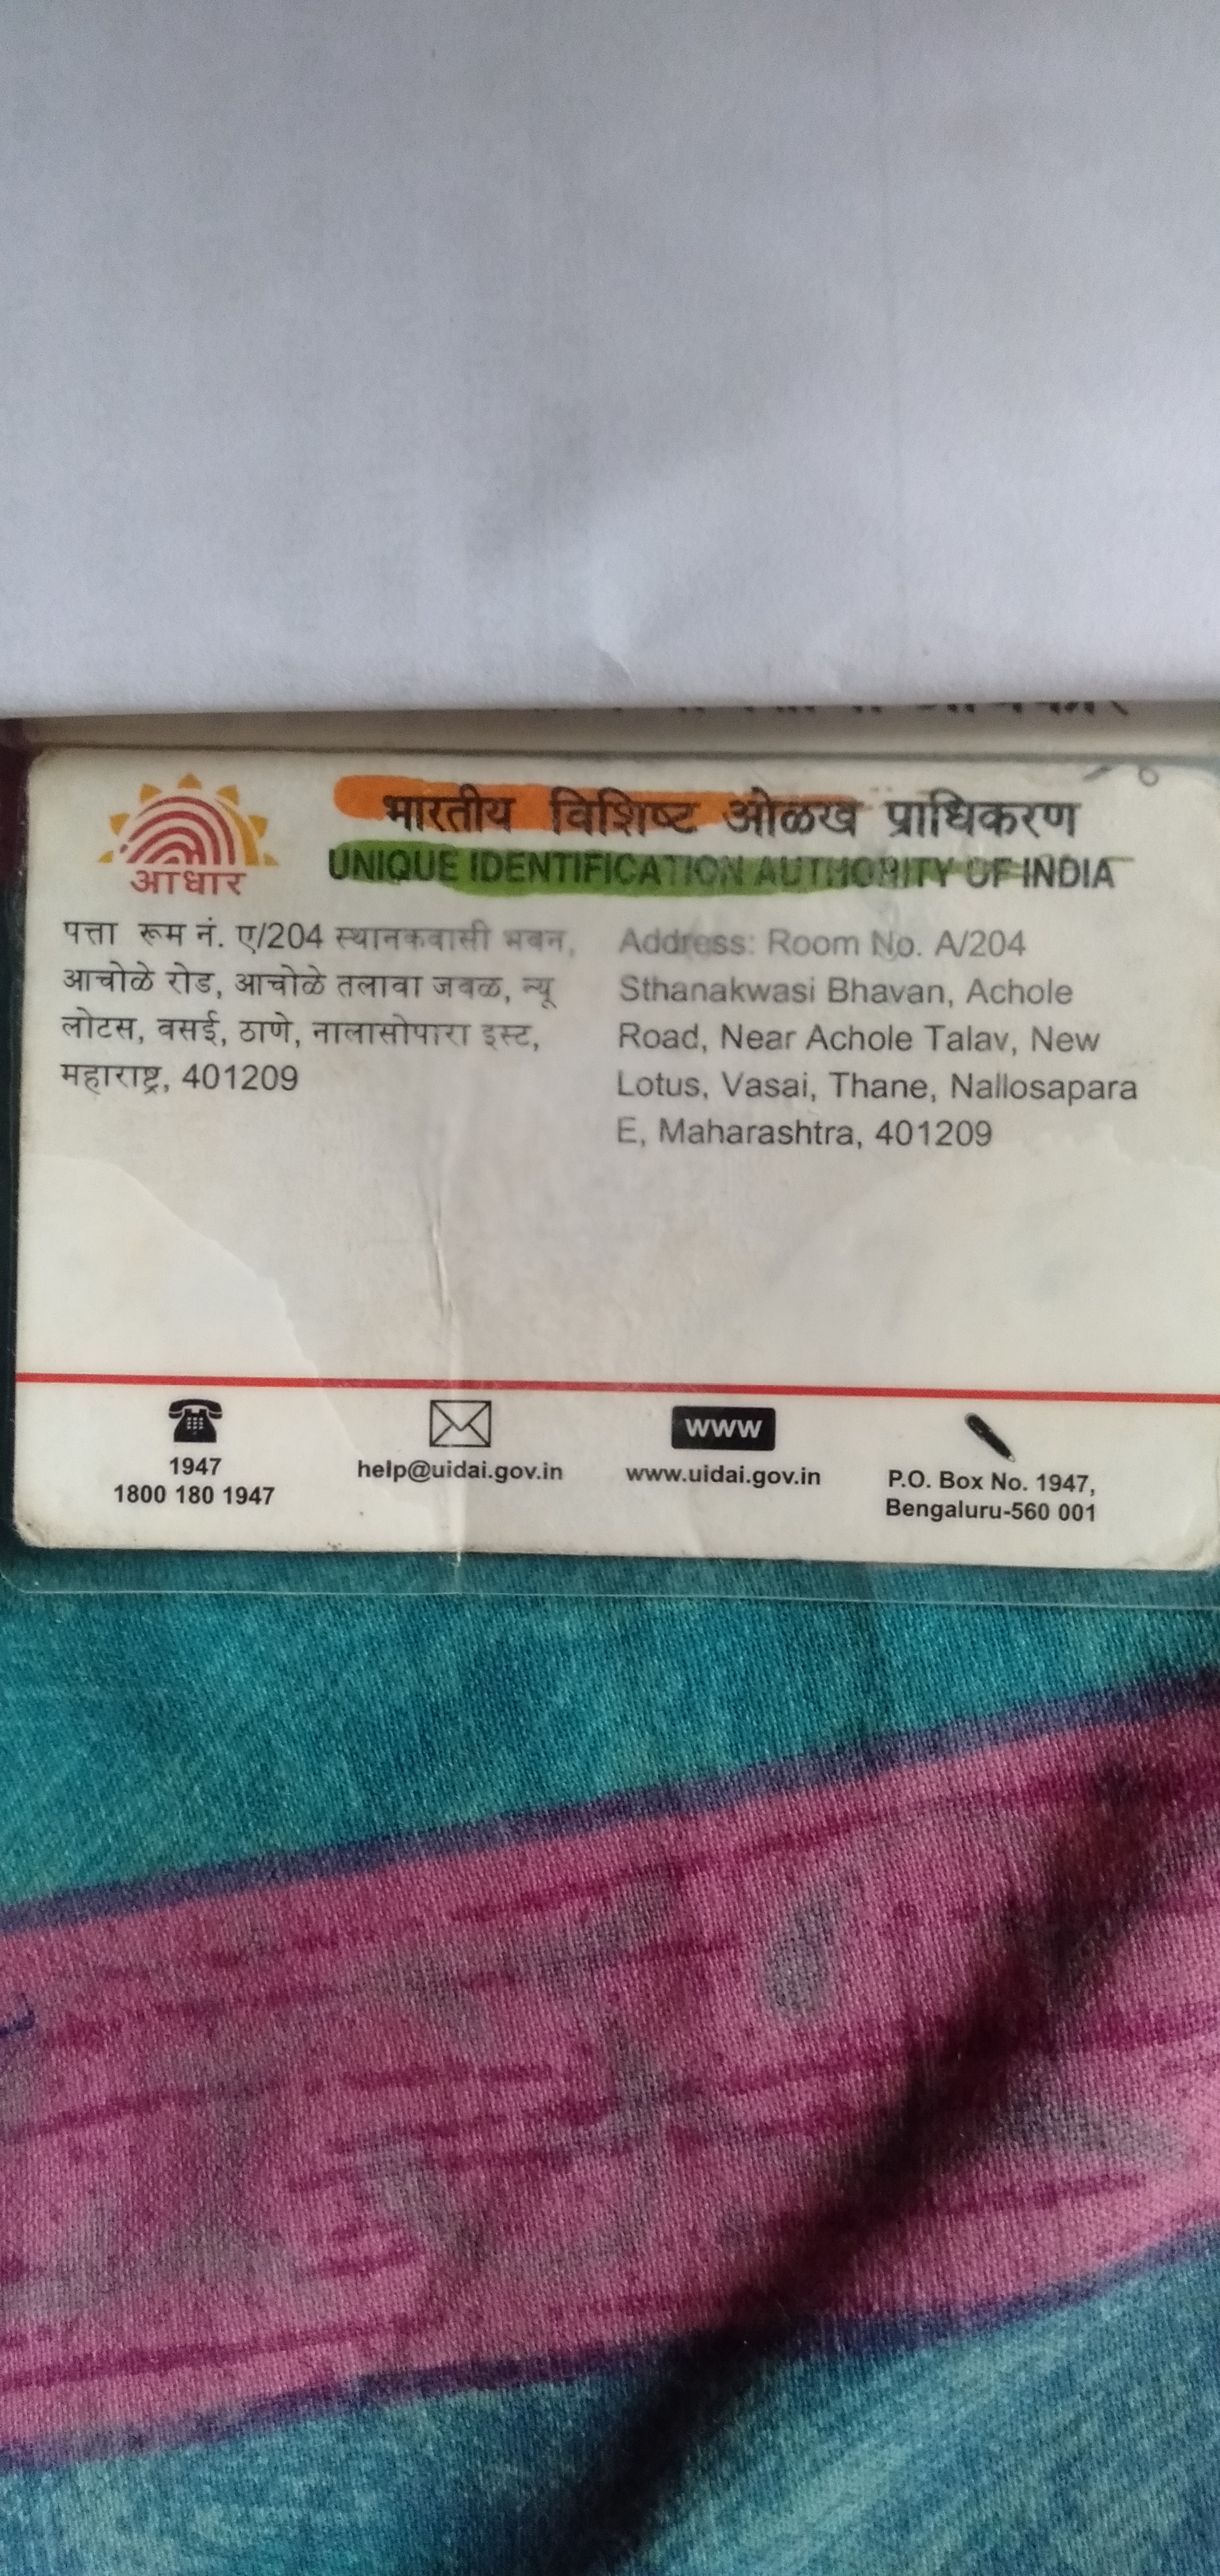 भारतीय विशिष्ट ओळख प्राधिकरण
UNIQUE IDENTIFICATION AUTHORITY OF INDIA
आधार
पत्ता रूम नं. ए/204 स्थानकवासी भवन,
आचोळे रोड, आचोळे तलावा जवळ, न्यू
लोटस, वसई, ठाणे, नालासोपारा इस्ट,
महाराष्ट्र, 401209
Address: Room No. A/204
Sthanakwasi Bhavan, Achole
Road, Near Achole Talav, New
Lotus, Vasai, Thane, Nallosapara
E, Maharashtra, 401209
1947
1800 180 1947
help@uidai.gov.in
www
www.uidai.gov.in
P.O. Box No. 1947,
Bengaluru-560 001